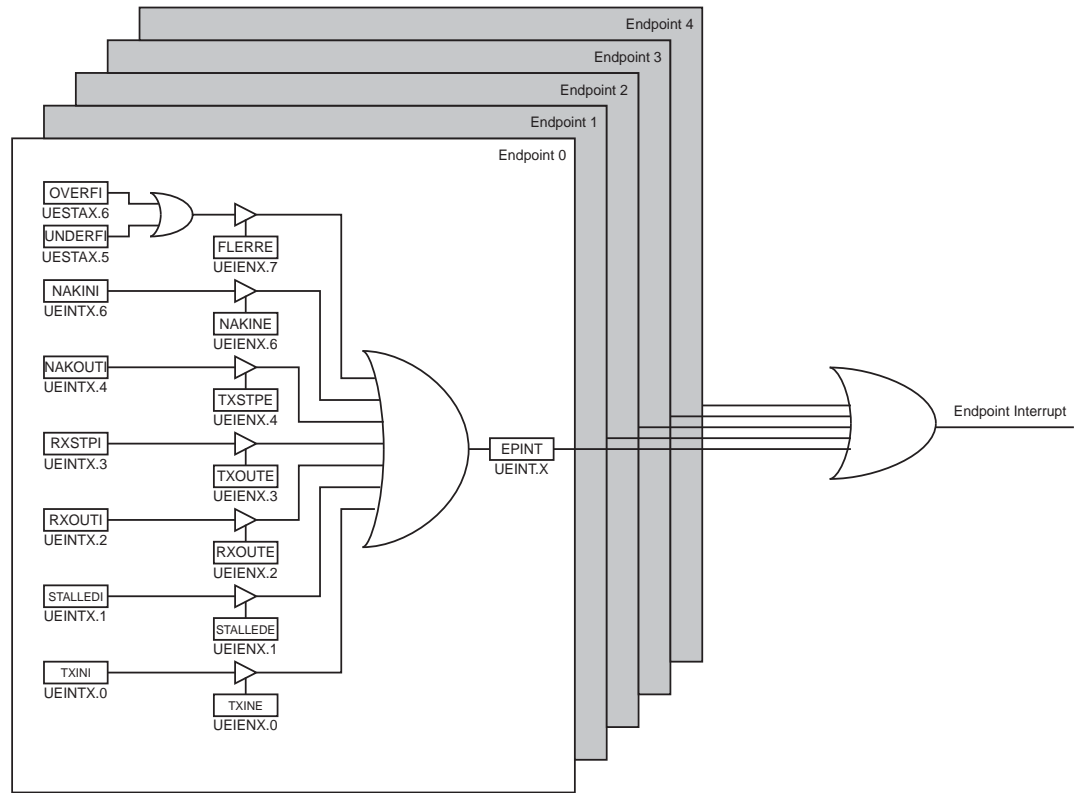 Endpoint 4
Endpoint 3
Endpoint 2
Endpoint 1
Endpoint 0
OVERFI
UESTAX.6
UNDERFI
UESTAX.5
FLERRE
UEIENX.7
NAKINI
UEINTX.6
NAKINE
UEIENX.6
NAKOUTI
UEINTX.4
TXSTPE
UEIENX.4
RXSTPI
UEINTX.3
TXOUTE
UEIENX.3
RXOUTI
UEINTX.2
RXOUTE
UEIENX.2
STALLEDI
UEINTX.1
STALLEDE
UEIENX.1
TXINI
UEINTX.0
TXINE
UEIENX.0
EPINT
UEINT.X
Endpoint Interrupt